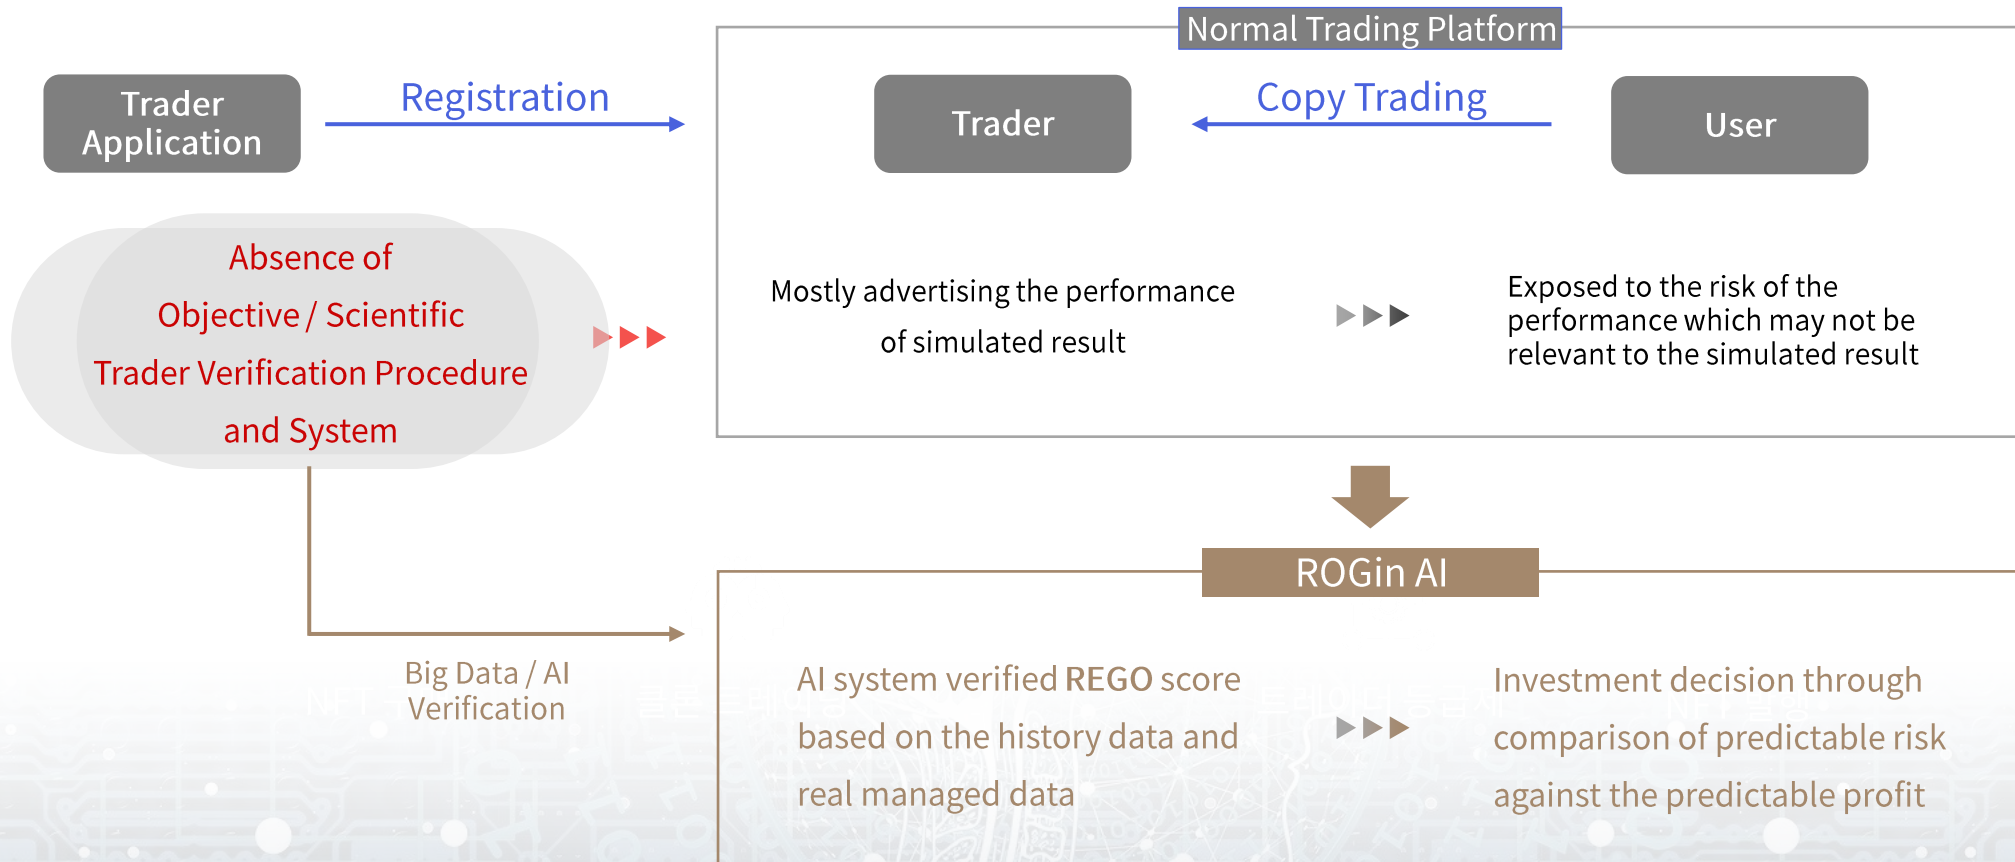 Normal Trading Platform
Trader
Application
Registration
Trader
Copy Trading
User
Absence of
Objective / Scientific
Trader Verification Procedure
and System
Mostly advertising the performance
of simulated result
Exposed to the risk of the
performance which may not be
relevant to the simulated result
ROGin AI
Big Data / AI
Verification
AI system verified REGO score
based on the history data and
real managed data
Investment decision through
comparison of predictable risk
against the predictable profit
NFT